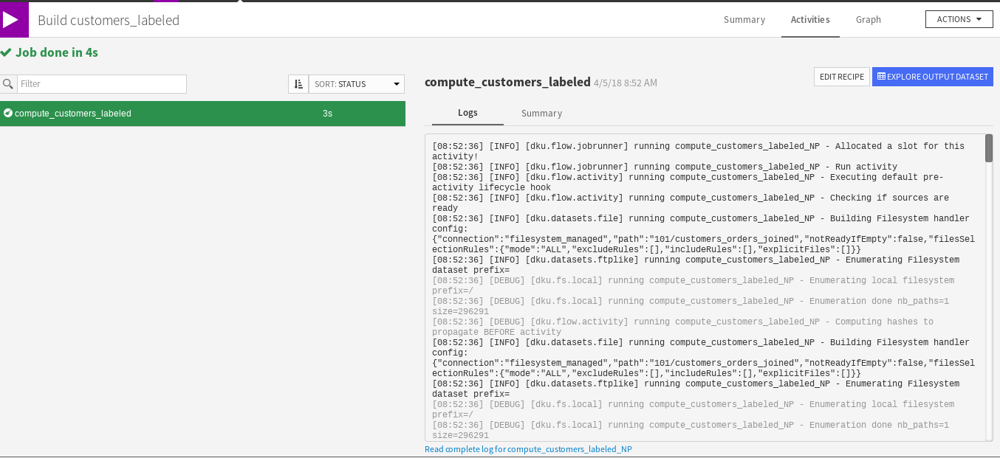 Build customers_labeled
Summary
Activities
Graph
ACTIONS
Job done in 4s
Filter
SORT: STATUS
compute_customers_labeled 3s
compute_customers_labeled 4/5/18 8:52 AM
EDIT RECIPE
EXPLORE OUTPUT DATASET
Logs
Summary
[08:52:36] [INFO] [dku.flow.jobrunner] running compute_customers_labeled_NP - Allocated a slot for this
activity!
[08:52:36] [INFO] [dku.flow.jobrunner] running compute_customers_labeled_NP - Run activity
[08:52:36] [INFO] [dku.flow.activity] running compute_customers_labeled_NP - Executing default pre-
activity lifecycle hook
[08:52:36] [INFO] [dku.flow.activity] running compute_customers_labeled_NP - Checking if sources are
ready
[08:52:36] [INFO] [dku.datasets.file] running compute_customers_labeled_NP - Building Filesystem handler
config:
{"connection":"filesystem_managed","path":"101/customers_orders_joined","notReadyIfEmpty":false,"filesSel
ectionRules":{"mode":"ALL","excludeRules":[],"includeRules":[],"explicitFiles":[]}}
[08:52:36] [INFO] [dku.datasets.ftplike] running compute_customers_labeled_NP - Enumerating Filesystem
dataset prefix=
[08:52:36] [DEBUG] [dku.fs.local] running compute_customers_labeled_NP - Enumerating local filesystem
prefix=/
[08:52:36] [DEBUG] [dku.fs.local] running compute_customers_labeled_NP - Enumeration done nb_paths=1
size=296291
[08:52:36] [DEBUG] [dku.flow.activity] running compute_customers_labeled_NP - Computing hashes to
propagate BEFORE activity
[08:52:36] [INFO] [dku.datasets.file] running compute_customers_labeled_NP - Building Filesystem handler
config:
{"connection":"filesystem_managed","path":"101/customers_orders_joined","notReadyIfEmpty":false,"filesSel
ectionRules":{"mode":"ALL","excludeRules":[],"includeRules":[],"explicitFiles":[]}}
[08:52:36] [INFO] [dku.datasets.ftplike] running compute_customers_labeled_NP - Enumerating Filesystem
dataset prefix=
[08:52:36] [DEBUG] [dku.fs.local] running compute_customers_labeled_NP - Enumerating local filesystem
prefix=/
[08:52:36] [DEBUG] [dku.fs.local] running compute_customers_labeled_NP - Enumeration done nb_paths=1
size=296291
Read complete log for compute_customers_labeled_NP